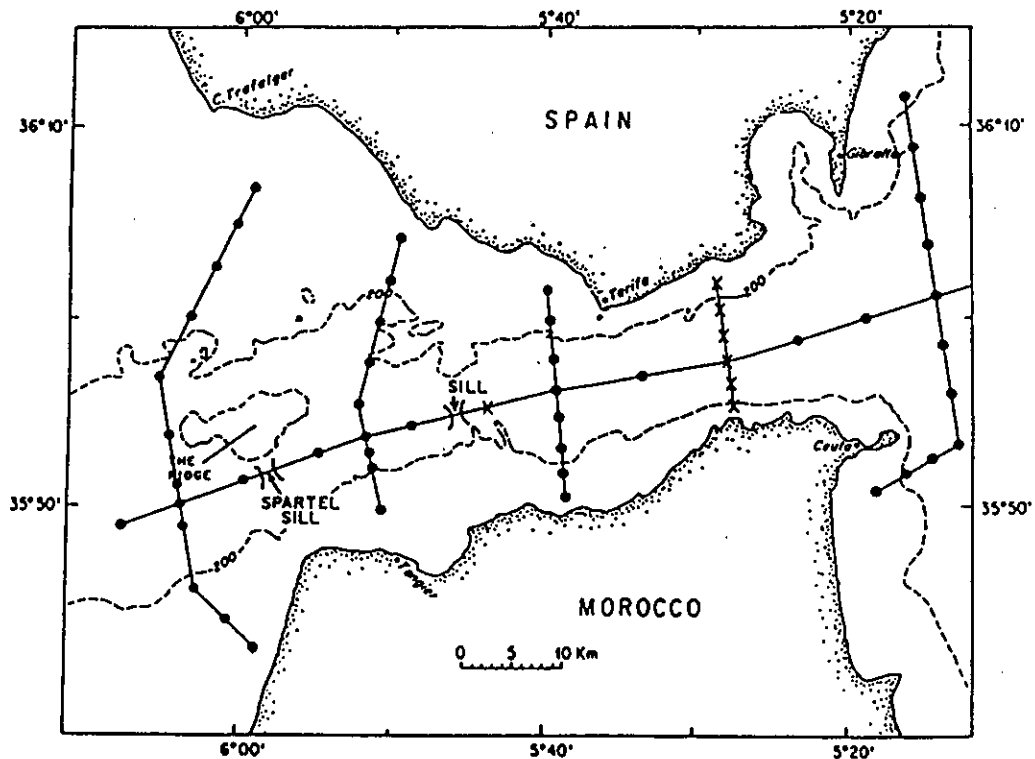 6°00'
5°40'
5°20'
C. Trafalgar
36°10'
SPAIN
36°10'
Gibraltar
200
Tarifa
200
SILL
THE
RIDGE
Ceuta
35°50'
SPARTEL
SILL
35°50'
200
Tangier
MOROCCO
0 5 10 Km
6°00'
5°40'
5°20'